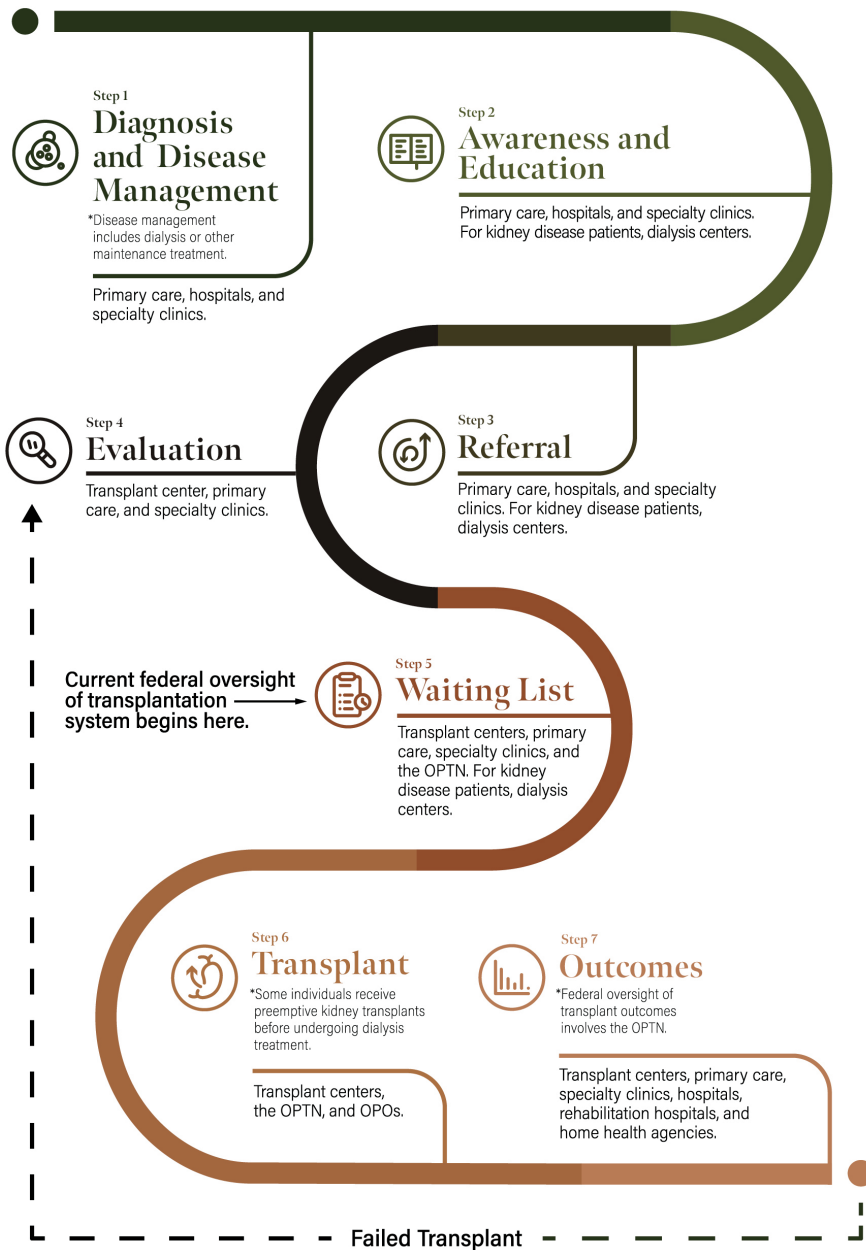 Step 1
Diagnosis
and Disease
Management
*Disease management
includes dialysis or other
maintenance treatment.
Primary care, hospitals, and
specialty clinics.
Step 2
Awareness and
Education
Primary care, hospitals, and specialty clinics.
For kidney disease patients, dialysis centers.
Step 3
Referral
Primary care, hospitals, and specialty
clinics. For kidney disease patients,
dialysis centers.
Step 4
Evaluation
Transplant center, primary
care, and specialty clinics.
Current federal oversight
of transplantation
system begins here.
Step 5
Waiting List
Transplant centers, primary
care, specialty clinics, and
the OPTN. For kidney
disease patients, dialysis
centers.
Step 6
Transplant
*Some individuals receive
preemptive kidney transplants
before undergoing dialysis
treatment.
Transplant centers,
the OPTN, and OPOs.
Step 7
Outcomes
*Federal oversight of
transplant outcomes
involves the OPTN.
Transplant centers, primary care,
specialty clinics, hospitals,
rehabilitation hospitals, and
home health agencies.
Failed Transplant